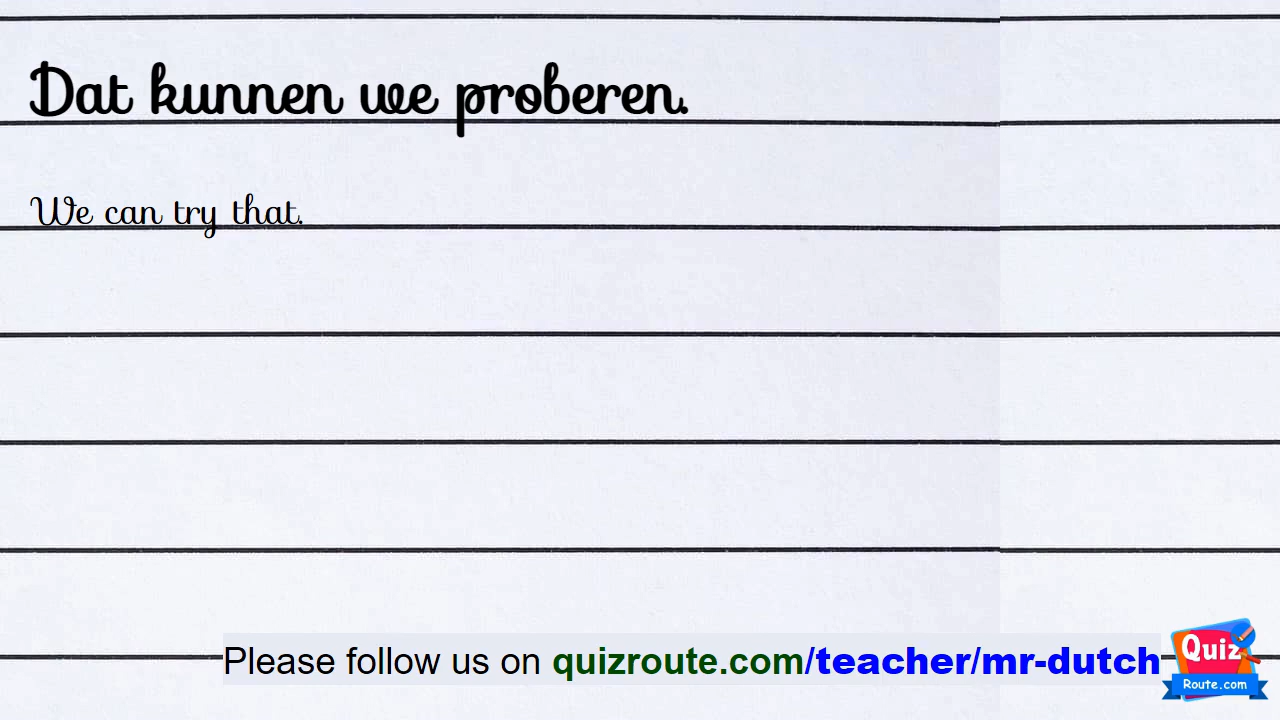 Dat kunnen we proberen.
We can try that.
Please follow us on quizroute.com/teacher/mr-dutch
Quiz
Route.com